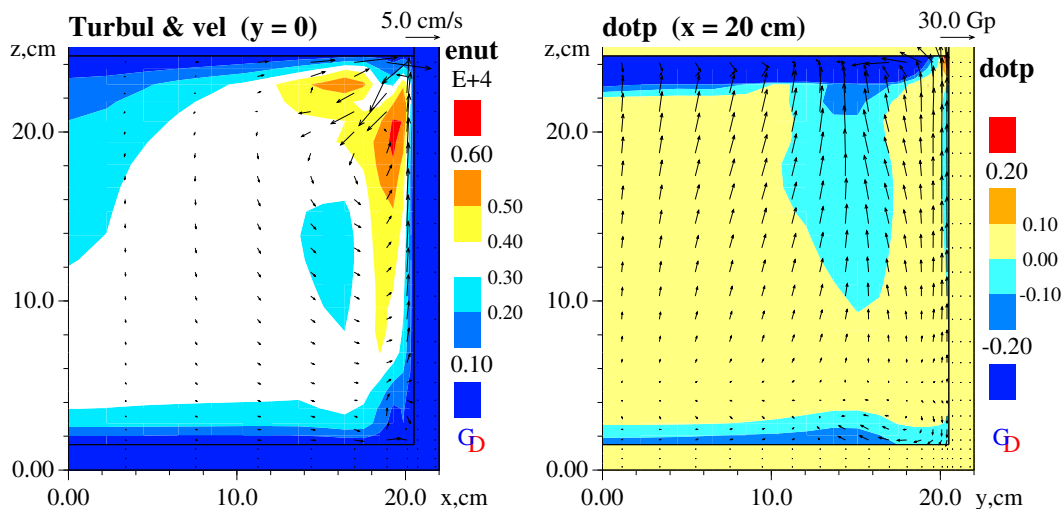 Turbul & vel (y = 0)
5.0 cm/s
z,cm
enut
E+4
0.60
0.50
0.40
0.30
0.20
0.10
GD
20.0
10.0
0.00
0.00 10.0 20.0 x,cm
dotp (x = 20 cm)
30.0 Gp
z,cm
dotp
0.20
0.10
0.00
-0.10
-0.20
GD
20.0
10.0
0.00
0.00 10.0 20.0 y,cm